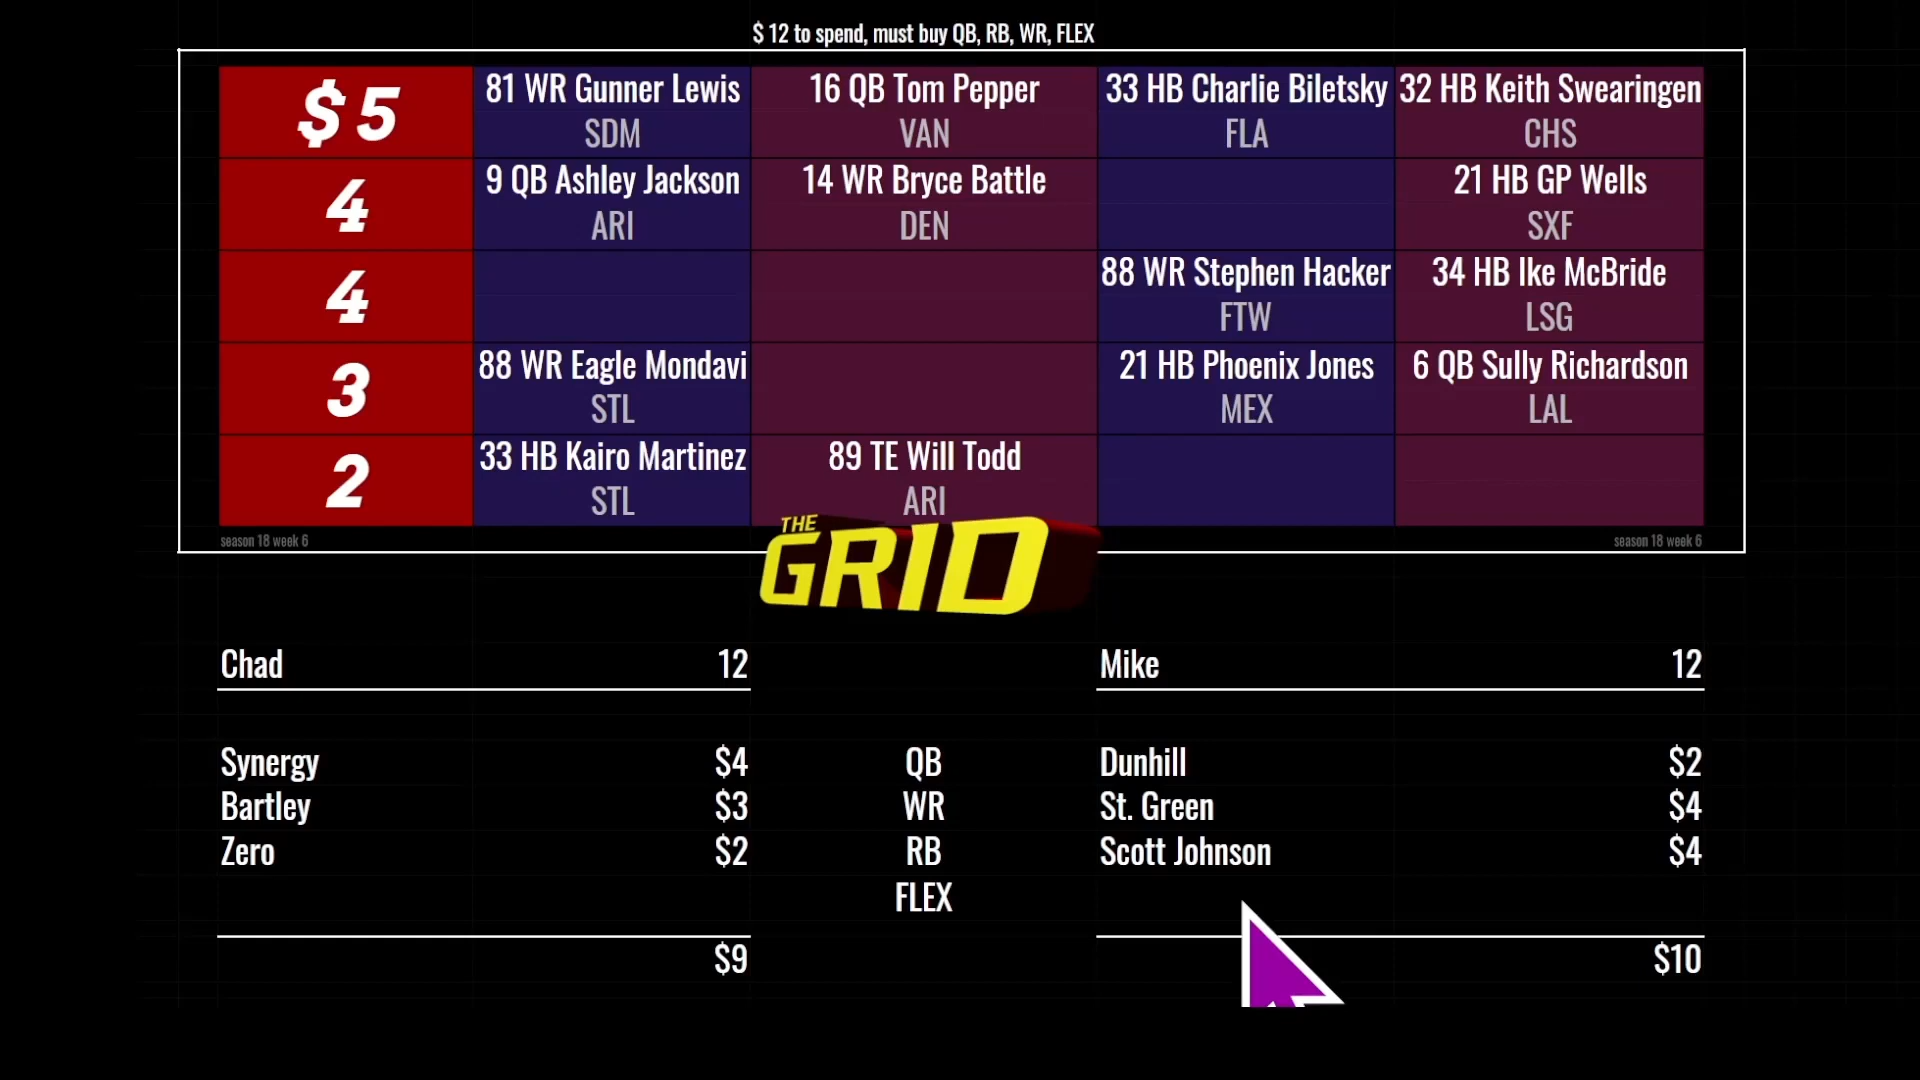 $ 12 to spend, must buy QB, RB, WR, FLEX
$ 5
81 WR Gunner Lewis
SDM
16 QB Tom Pepper
VAN
33 HB Charlie Biletsky
FLA
32 HB Keith Swearingen
CHS
4
9 QB Ashley Jackson
ARI
14 WR Bryce Battle
DEN
21 HB GP Wells
SXF
4
88 WR Stephen Hacker
FTW
34 HB Ike McBride
LSG
3
88 WR Eagle Mondavi
STL
21 HB Phoenix Jones
MEX
6 QB Sully Richardson
LAL
2
33 HB Kairo Martinez
STL
89 TE Will Todd
ARI
season 18 week 6
season 18 week 6
THE
GRID
Chad 12
Mike 12
Synergy $4 QB Dunhill $2
Bartley $3 WR St. Green $4
Zero $2 RB Scott Johnson $4
FLEX
$9
$10